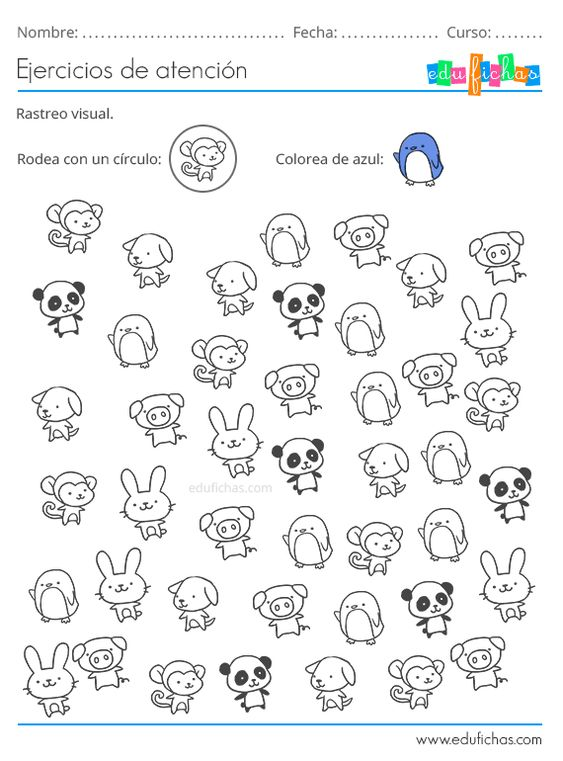 Nombre: ................................ Fecha: ............... Curso: ........
Ejercicios de atención
edufichas
Rastreo visual.
Rodea con un círculo: Colorea de azul:
edufichas.com
www.edufichas.com